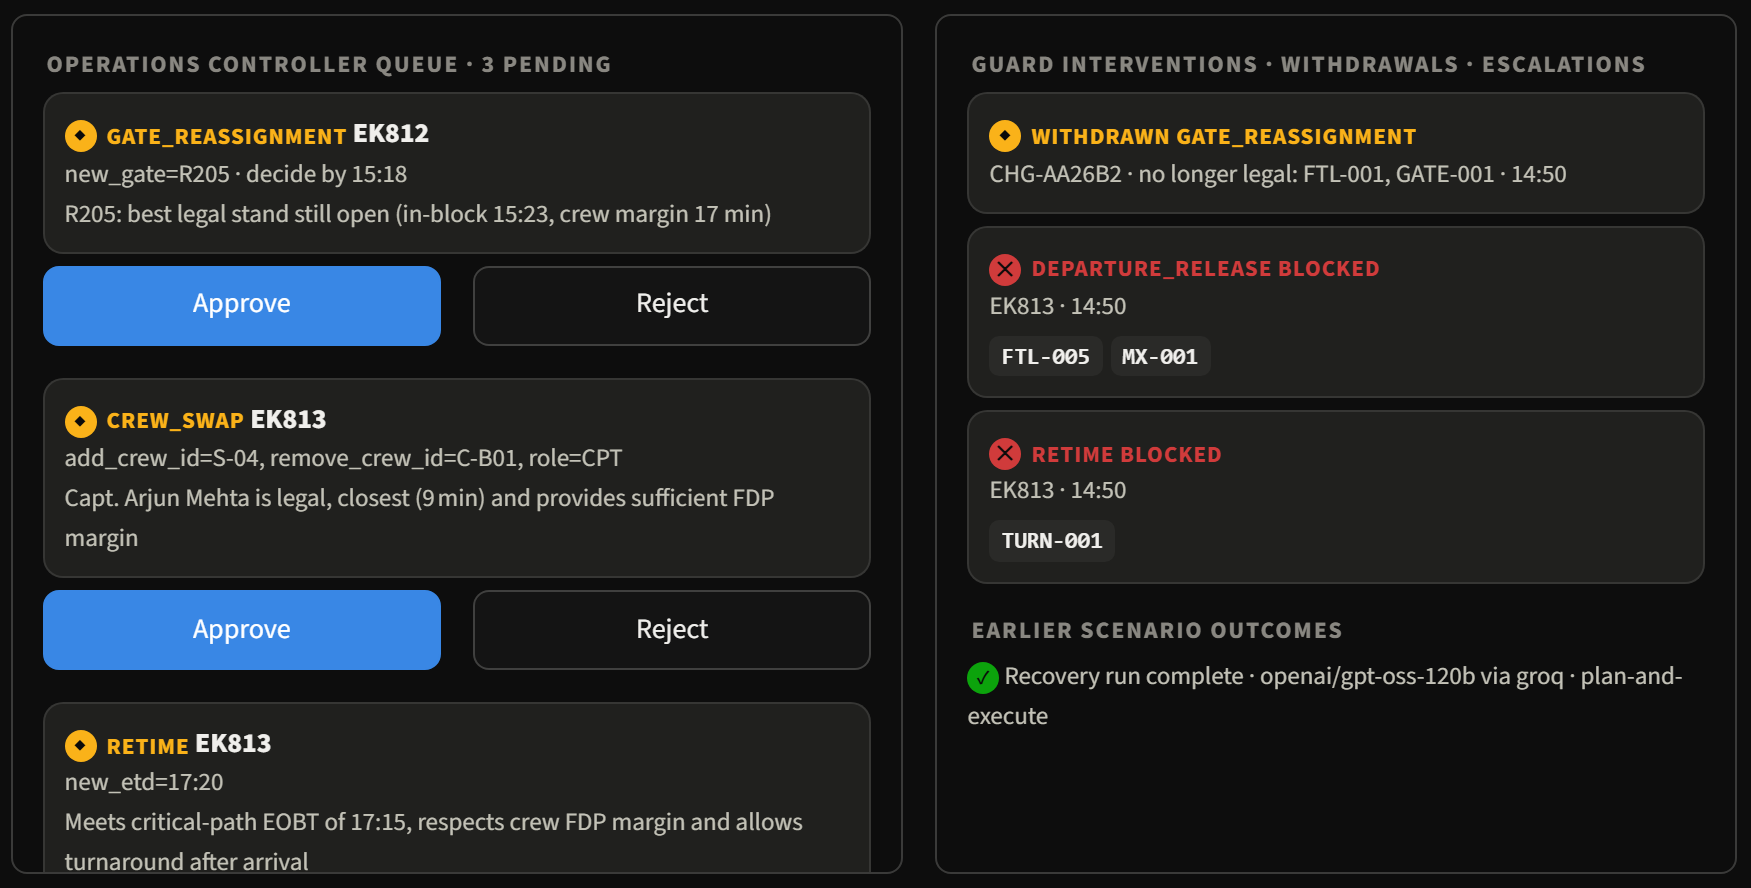 OPERATIONS CONTROLLER QUEUE · 3 PENDING
GATE_REASSIGNMENT EK812
new_gate=R205 · decide by 15:18
R205: best legal stand still open (in-block 15:23, crew margin 17 min)
Approve
Reject
CREW_SWAP EK813
add_crew_id=S-04, remove_crew_id=C-B01, role=CPT
Capt. Arjun Mehta is legal, closest (9 min) and provides sufficient FDP
margin
Approve
Reject
RETIME EK813
new_etd=17:20
Meets critical-path EOBT of 17:15, respects crew FDP margin and allows
turnaround after arrival
GUARD INTERVENTIONS · WITHDRAWALS · ESCALATIONS
WITHDRAWN GATE_REASSIGNMENT
CHG-AA26B2 · no longer legal: FTL-001, GATE-001 · 14:50
DEPARTURE_RELEASE BLOCKED
EK813 · 14:50
FTL-005 MX-001
RETIME BLOCKED
EK813 · 14:50
TURN-001
EARLIER SCENARIO OUTCOMES
Recovery run complete · openai/gpt-oss-120b via groq · plan-and-
execute